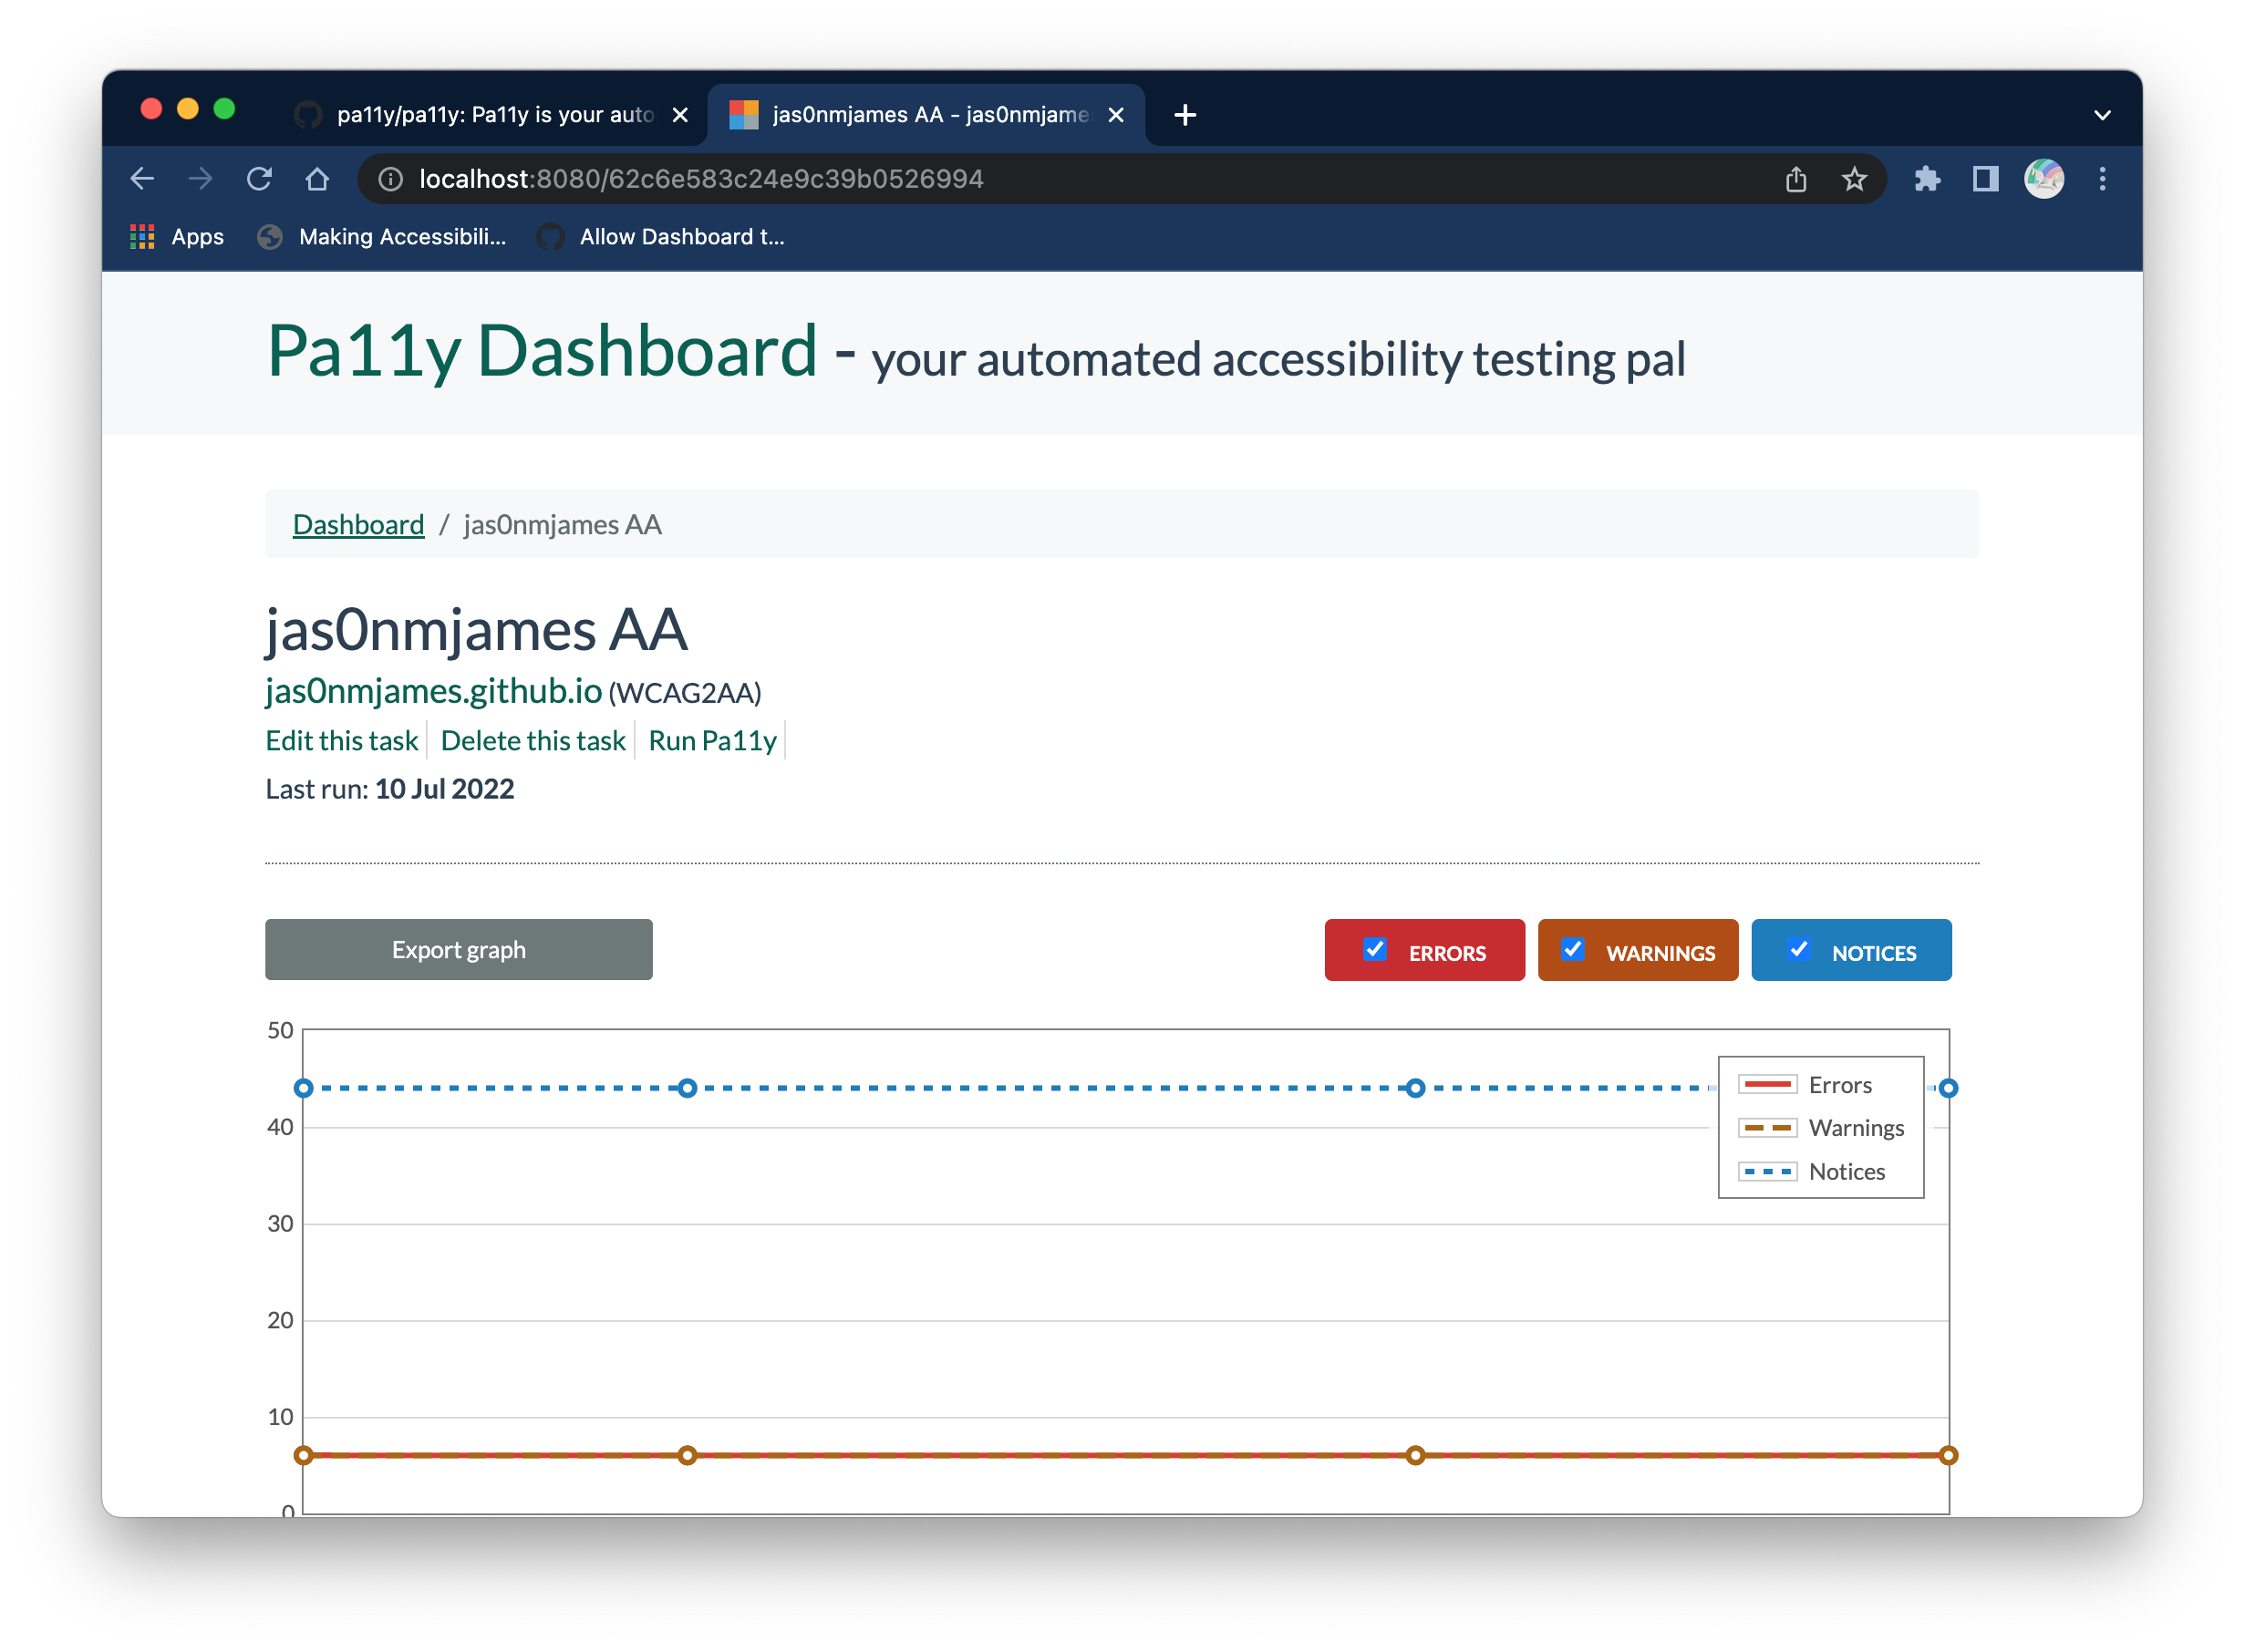 pa11y/pa11y: Pa11y is your auto
jas0nmjames AA - jas0nmjame
localhost:8080/62c6e583c24e9c39b0526994
Apps Making Accessibili... Allow Dashboard t...
Pa11y Dashboard - your automated accessibility testing pal
Dashboard / jas0nmjames AA
jas0nmjames AA
jas0nmjames.github.io (WCAG2AA)
Edit this task Delete this task Run Pa11y
Last run: 10 Jul 2022
Export graph
ERRORS WARNINGS NOTICES
50
Errors
40
Warnings
Notices
30
20
10
0